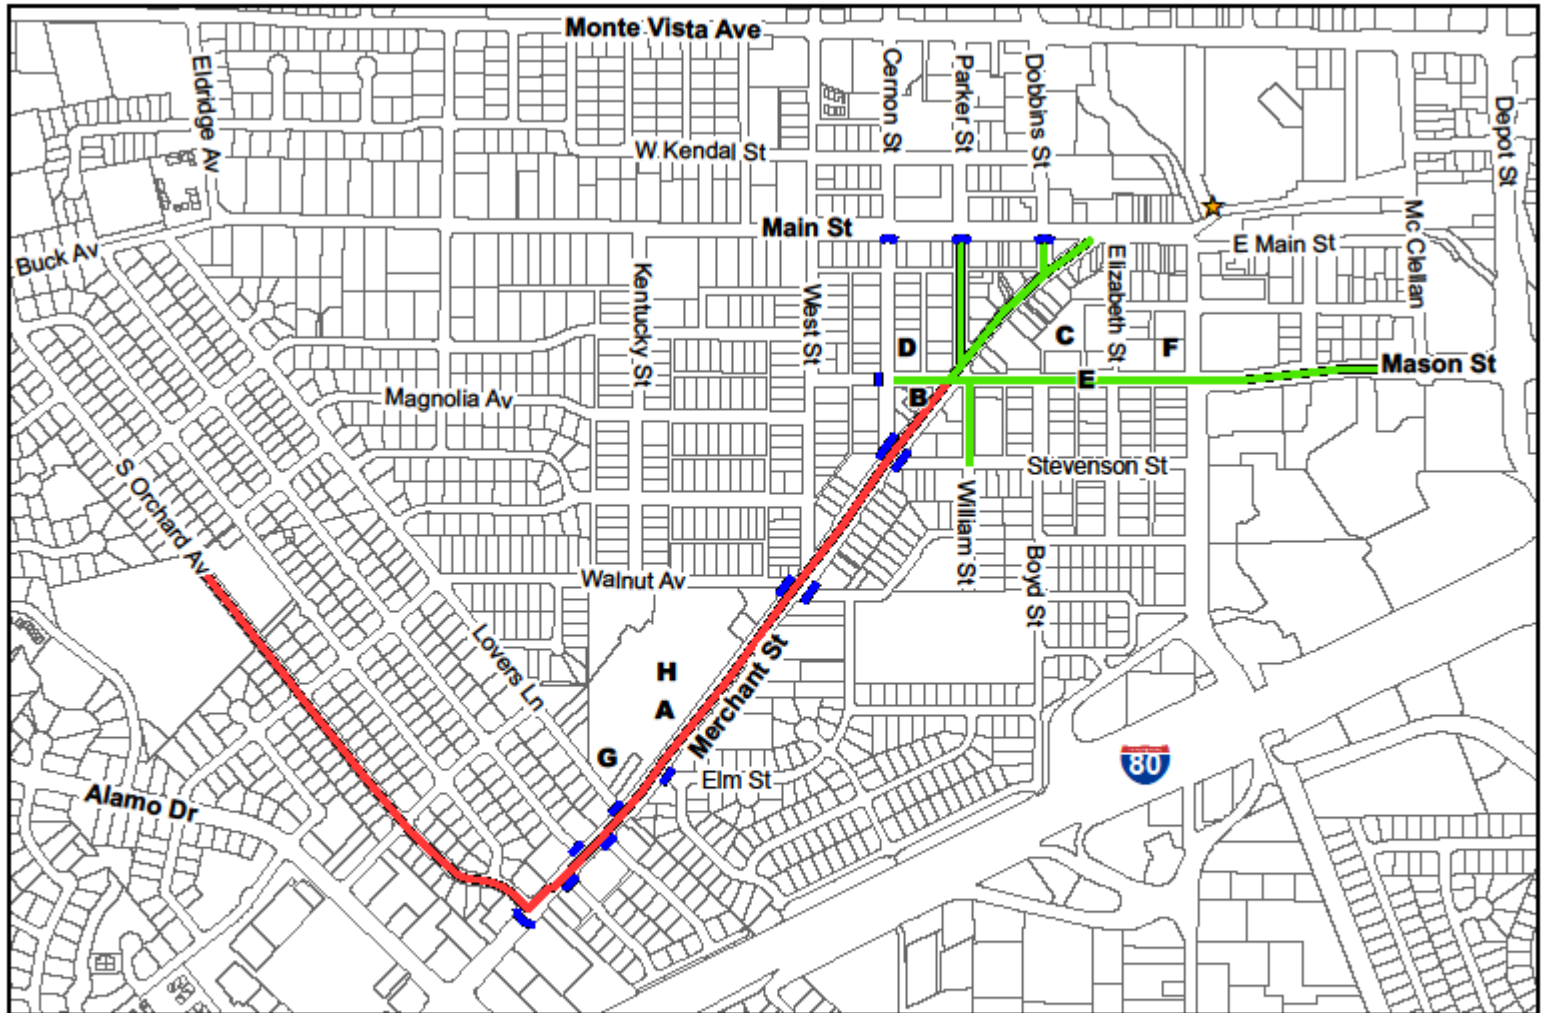 Monte Vista Ave
Eldridge Av
Cernon St
Parker St
Dobbins St
Depot St
W Kendal St
Main St
Mc Clellan
E Main St
Buck Av
Kentucky St
West St
Elizabeth St
D
C
F
Mason St
E
Magnolia Av
B
S Orchard Av
Stevenson St
William St
Boyd St
Walnut Av
Lovers Ln
H
A
Merchant St
G
Elm St
80
Alamo Dr